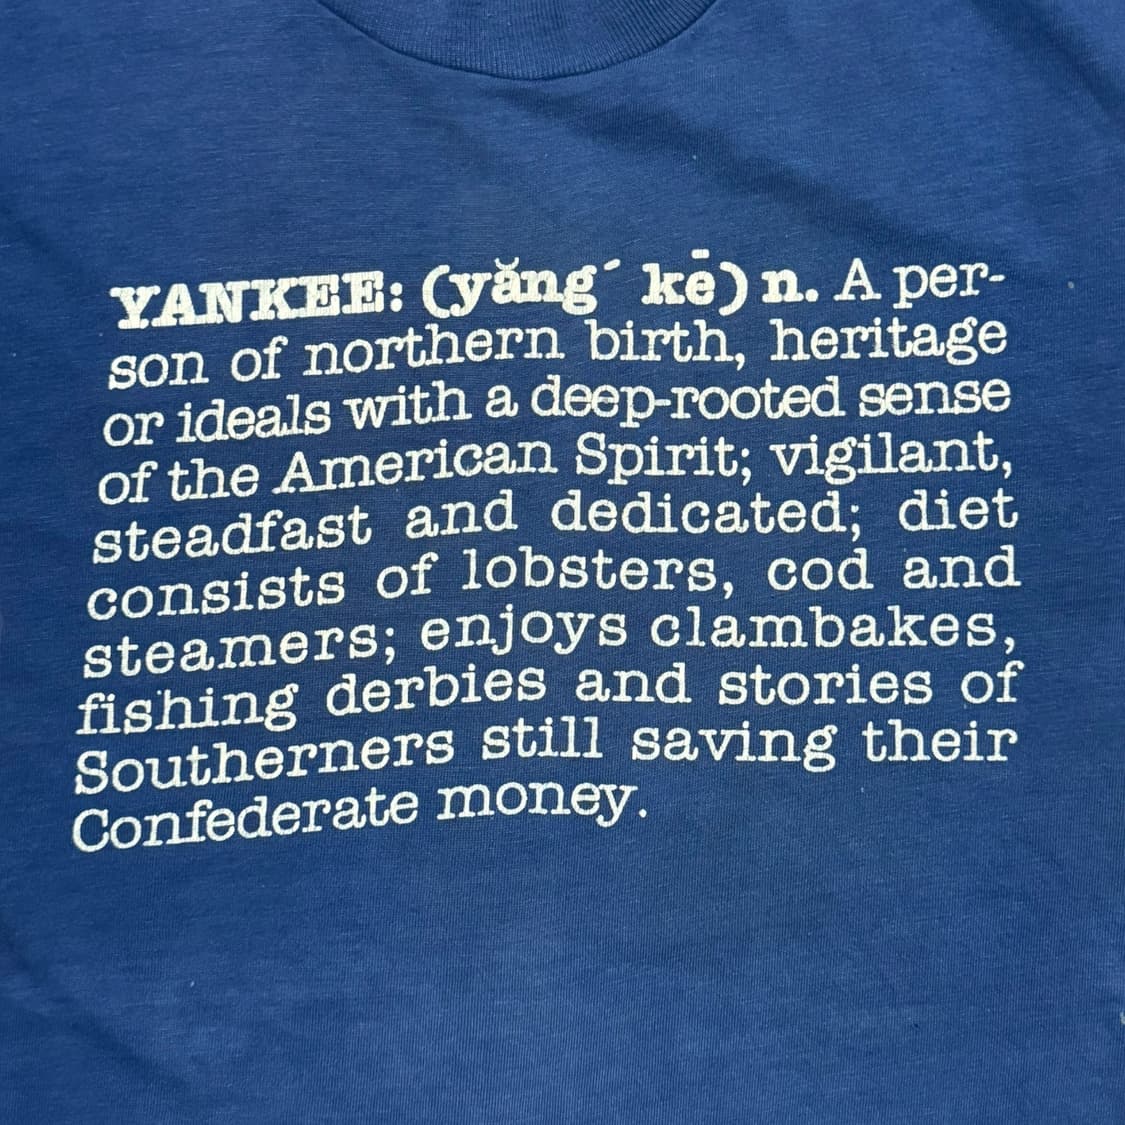 YANKEE: (yăng´ kē) n. A per-
son of northern birth, heritage
or ideals with a deep-rooted sense
of the American Spirit; vigilant,
steadfast and dedicated; diet
consists of lobsters, cod and
steamers; enjoys clambakes,
fishing derbies and stories of
Southerners still saving their
Confederate money.